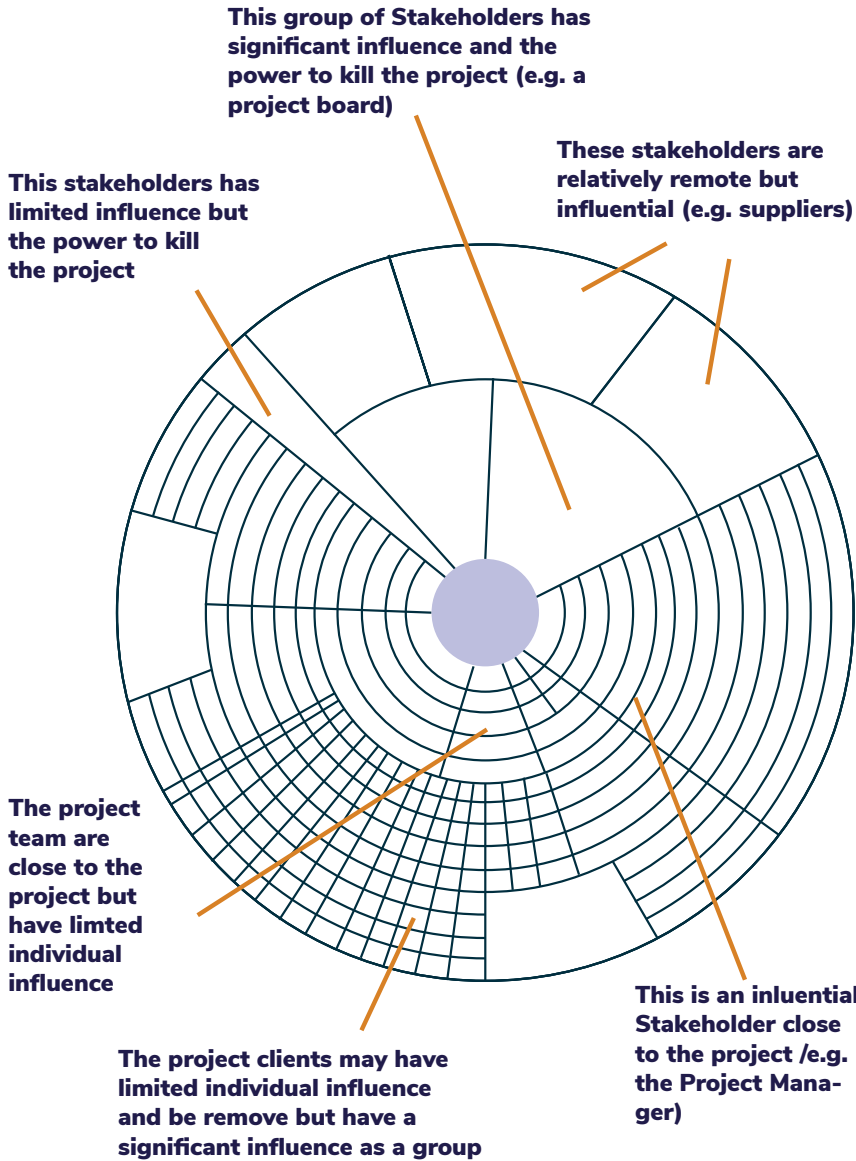 This group of Stakeholders has
significant influence and the
power to kill the project (e.g. a
project board)
These stakeholders are
relatively remote but
influential (e.g. suppliers)
This stakeholders has
limited influence but
the power to kill
the project
The project
team are
close to the
project but
have limted
individual
influence
This is an inluential
Stakeholder close
to the project /e.g.
the Project Mana-
ger)
The project clients may have
limited individual influence
and be remove but have a
significant influence as a group